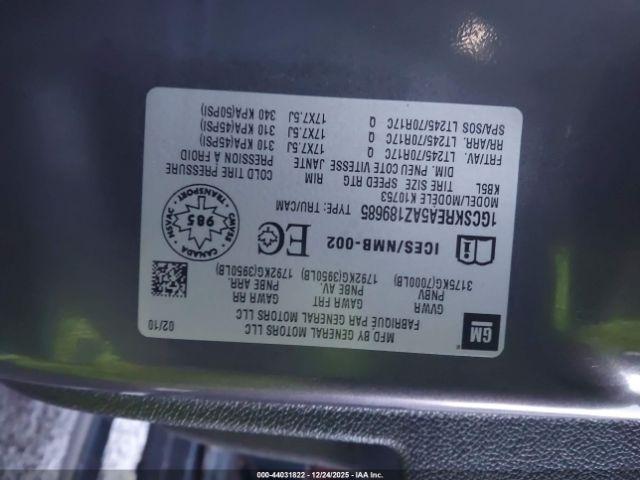 GM
MFD BY GENERAL MOTORS LLC
FABRIQUE PAR GENERAL MOTORS LLC
02/10
GVWR GAWR FRT GAWR RR
PNBV PNBE AV. PNBE ARR.
3175KG(7000LB) 1792KG(3950LB) 1792KG(3950LB)
ICES/NMB-002 EC
CANADA
CMVSS
NSVAC
985
TRANSPORT
1GCSKREA5AZ189685 TYPE: TRU/CAM
MODEL/MODELE K10753
KB5L TIRE SIZE SPEED RTG RIM COLD TIRE PRESSURE
DIM. PNEU COTE VITESSE JANTE PRESSION A FROID
FRT/AV. LT245/70R17C Q 17X7.5J 310 KPA(45PSI)
RR/ARR. LT245/70R17C Q 17X7.5J 310 KPA(45PSI)
SPA/SOS LT245/70R17C Q 17X7.5J 340 KPA(50PSI)
000-44031822 - 12/24/2025 - IAA Inc.